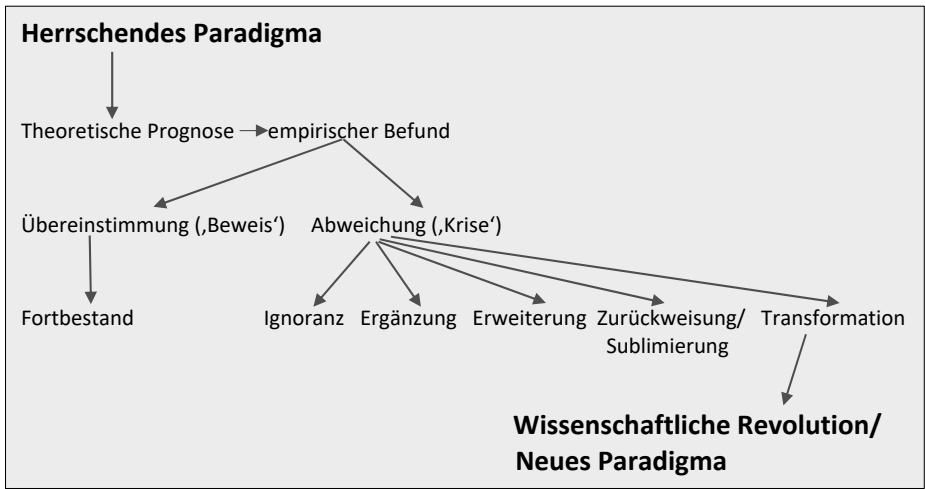 Herrschendes Paradigma
Theoretische Prognose empirischer Befund
Übereinstimmung (‚Beweis‘) Abweichung (‚Krise‘)
Fortbestand Ignoranz Ergänzung Erweiterung Zurückweisung/ Transformation
Sublimierung
Wissenschaftliche Revolution/
Neues Paradigma